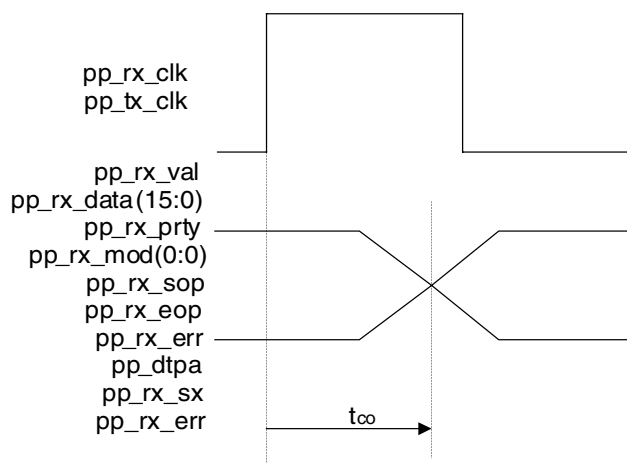 pp_rx_clk
pp_tx_clk
pp_rx_val
pp_rx_data(15:0)
pp_rx_prty
pp_rx_mod(0:0)
pp_rx_sop
pp_rx_eop
pp_rx_err
pp_dtpa
pp_rx_sx
pp_rx_err
tco